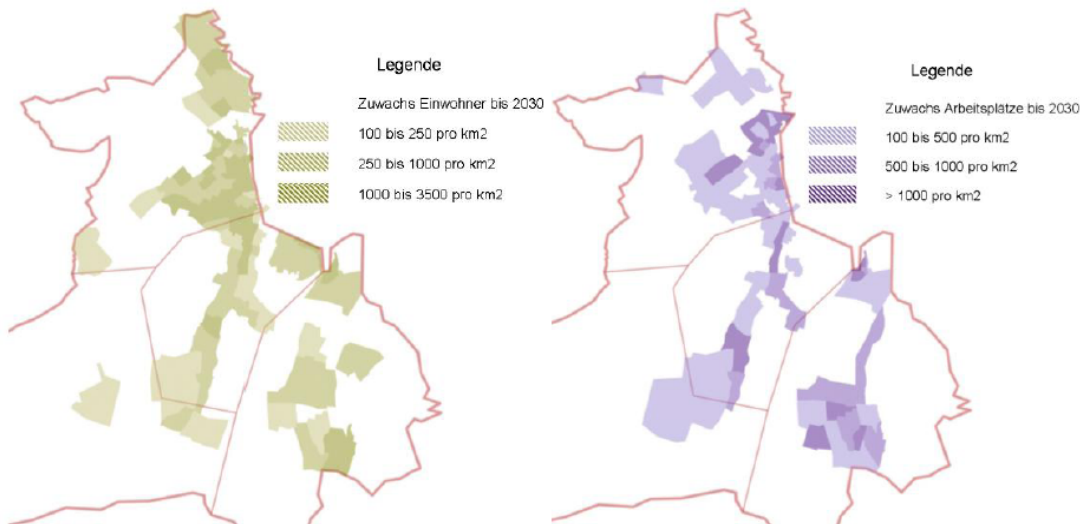 Legende
Zuwachs Einwohner bis 2030
100 bis 250 pro km2
250 bis 1000 pro km2
1000 bis 3500 pro km2
Legende
Zuwachs Arbeitsplätze bis 2030
100 bis 500 pro km2
500 bis 1000 pro km2
> 1000 pro km2